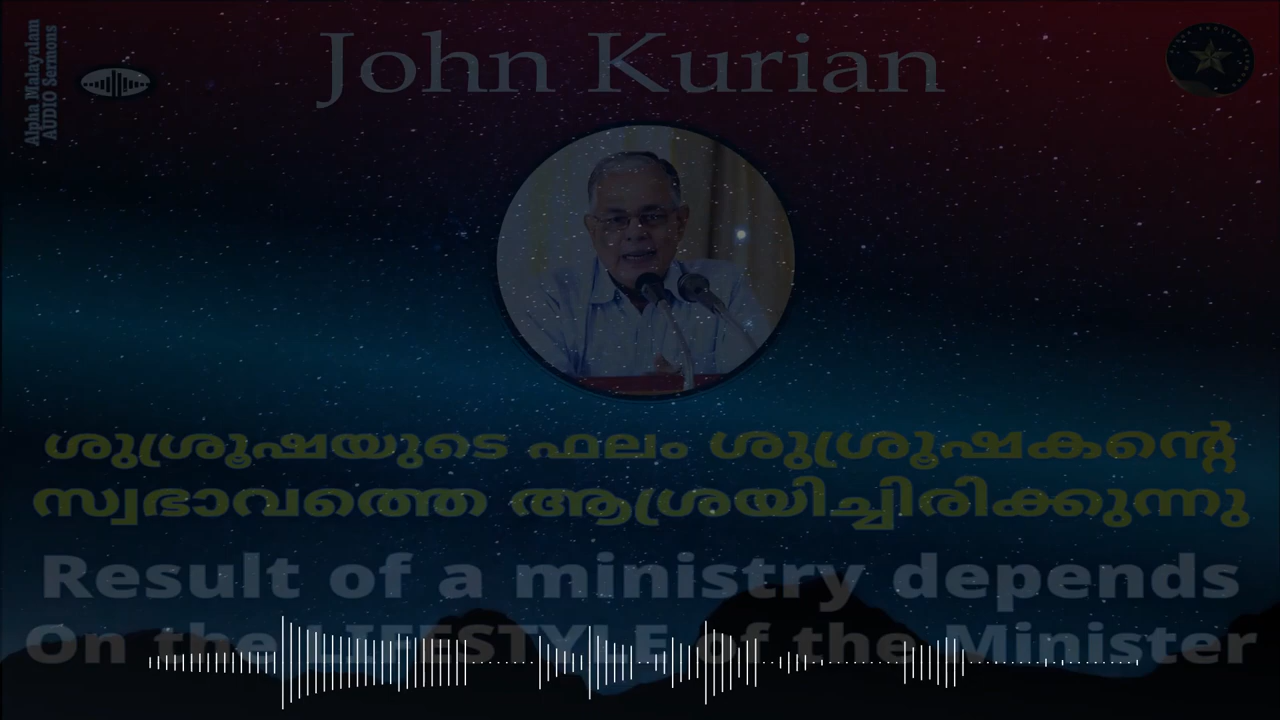 Alpha Malayalam
AUDIO Sermons
John Kurian
ശുശ്രൂഷയുടെ ഫലം ശുശ്രൂഷകന്റെ
സ്വഭാവത്തെ ആശ്രയിച്ചിരിക്കുന്നു
Result of a ministry depends
On the LIFESTYLE of the Minister